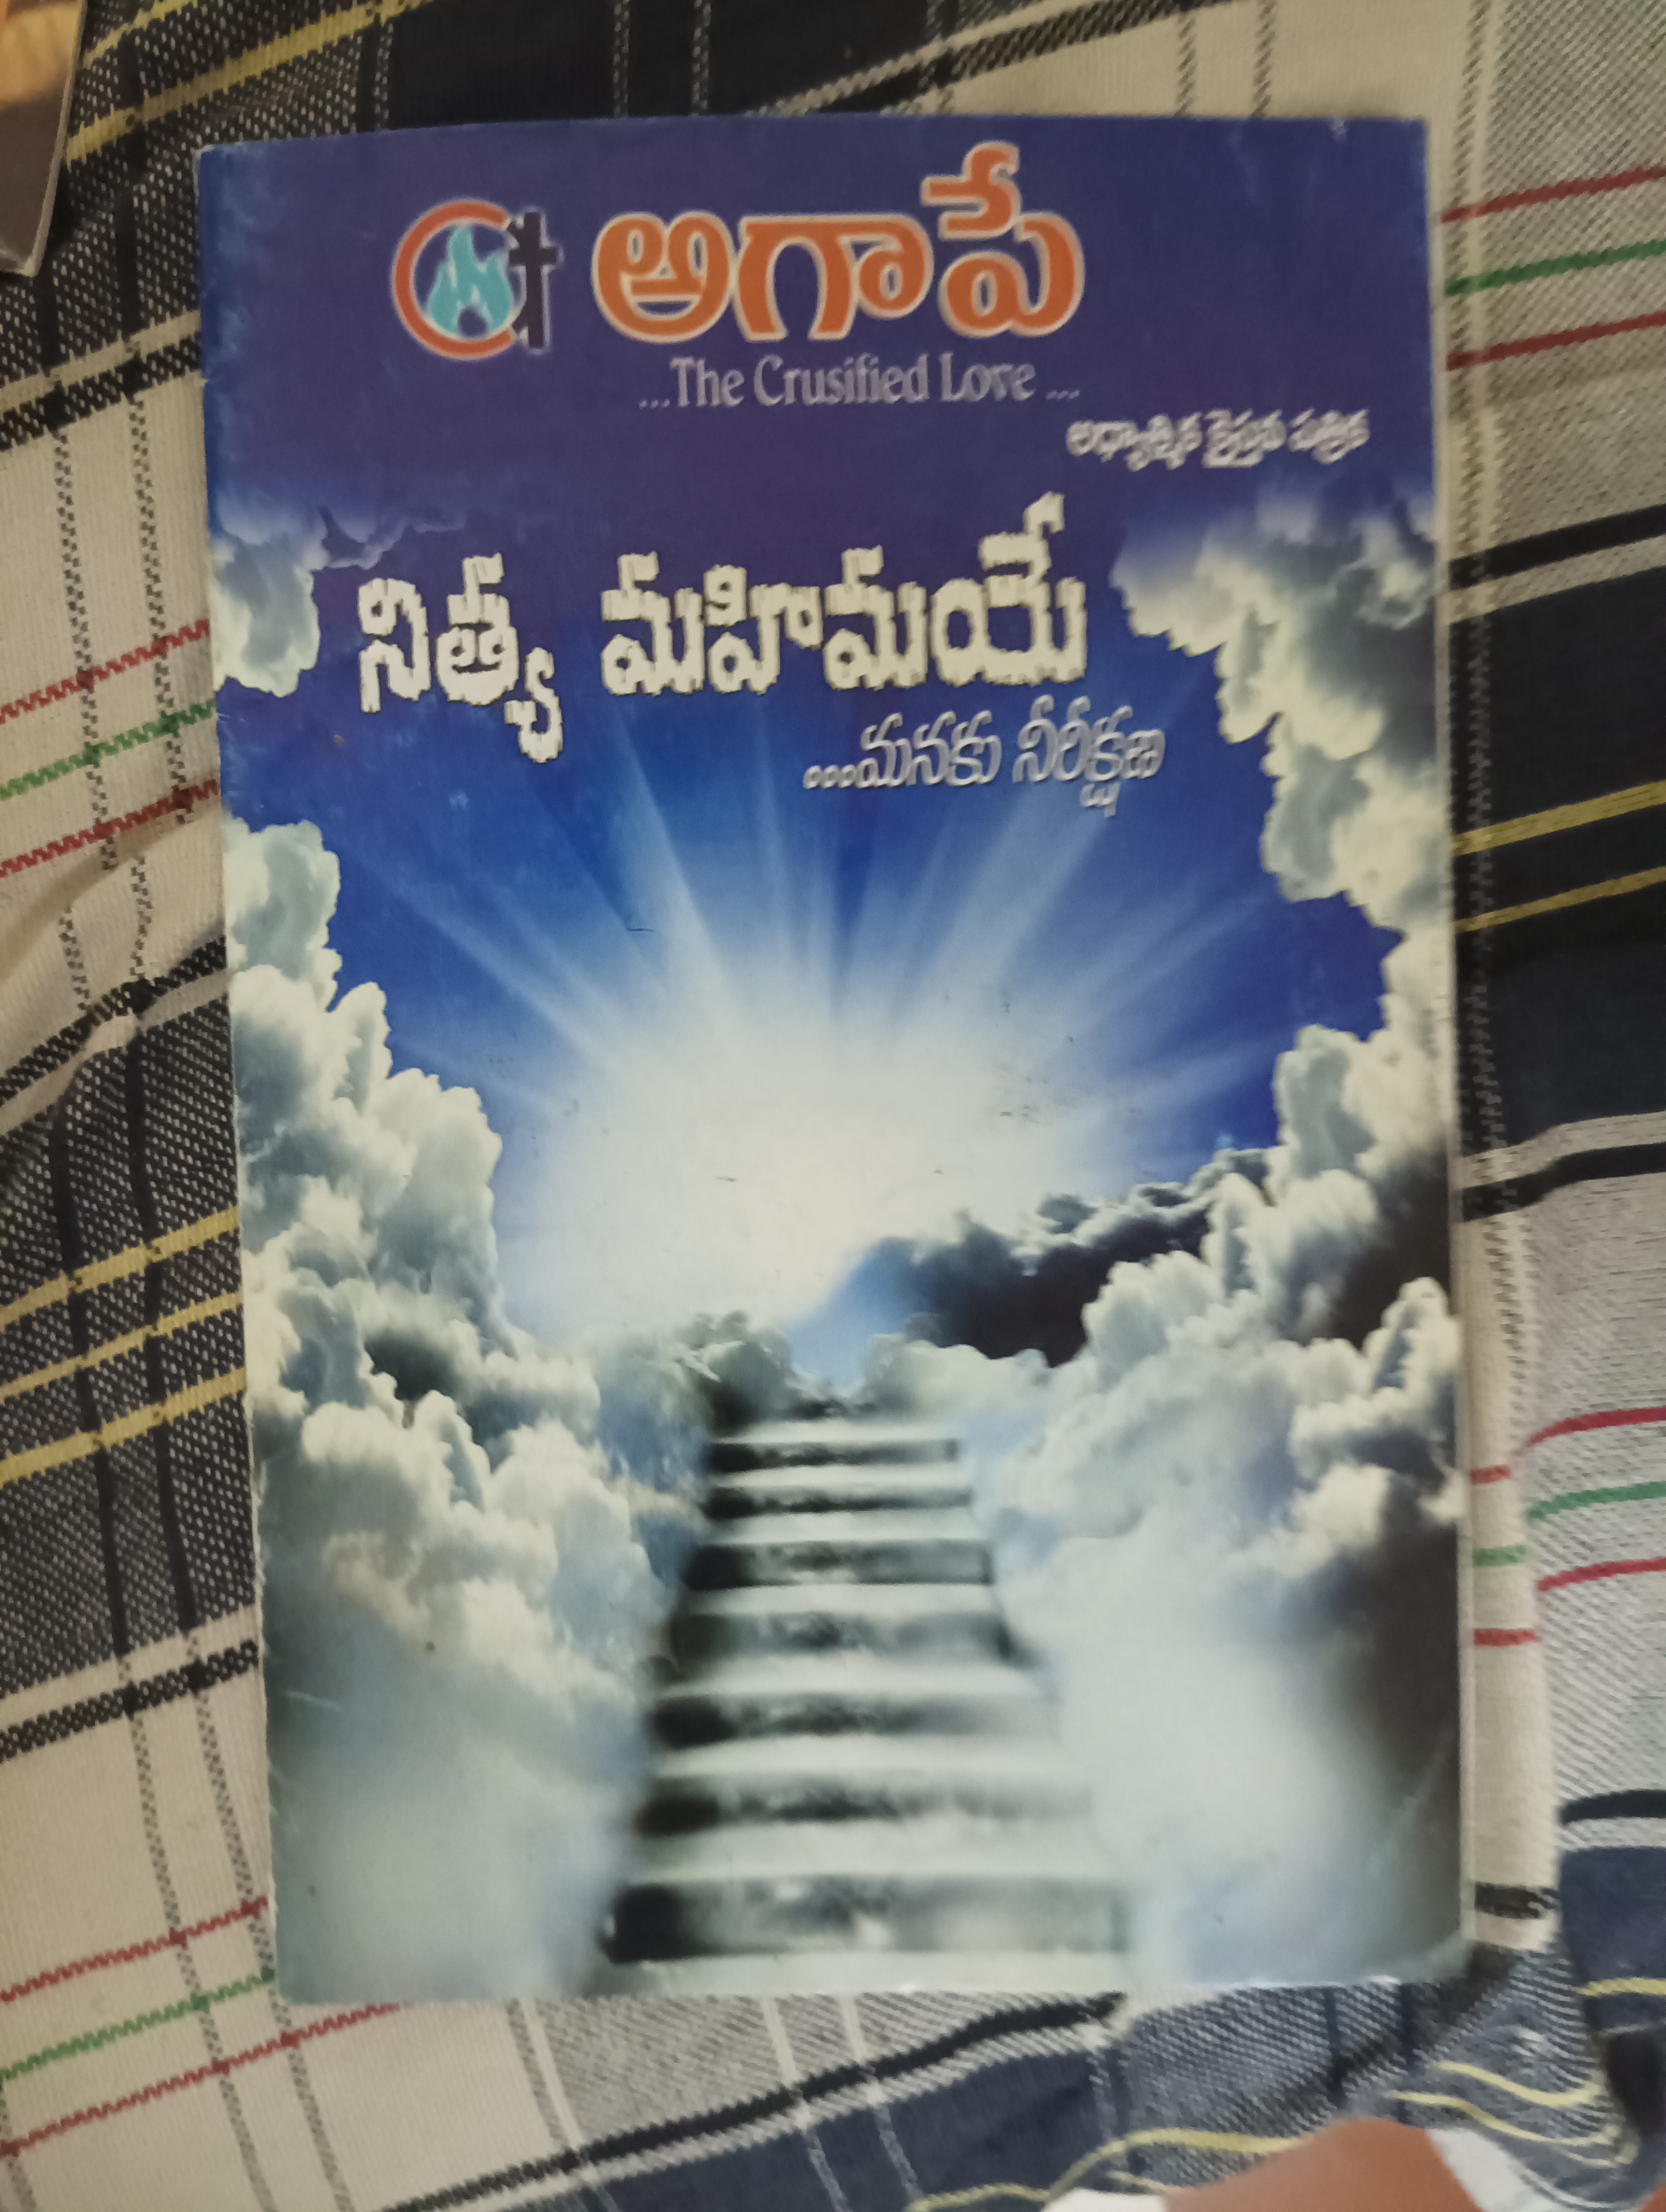 అగాపే
...The Crusified Love ...
ఆధ్యాత్మిక క్రైస్తవ పత్రిక
నిత్య మహిమయే
...మనకు నిరీక్షణ